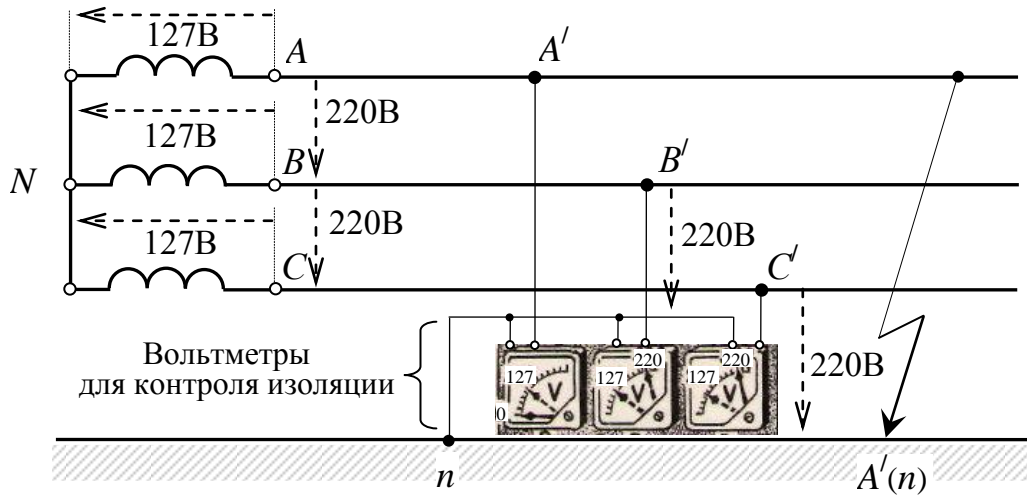 127В
A
A′
220В
127В
B
B′
N
220В
127В
220В
C
C′
Вольтметры
для контроля изоляции
220
220
127
127
127
220В
V
V
V
0
n
A′(n)